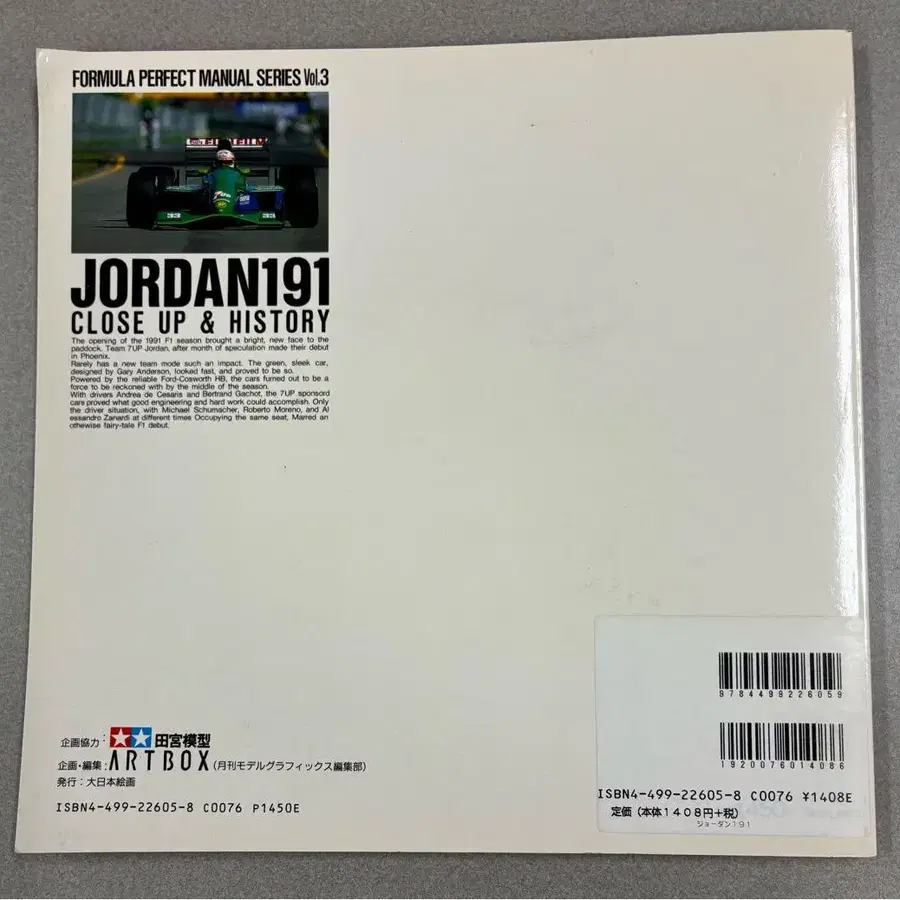 FORMULA PERFECT MANUAL SERIES Vol.3
FUJI FILM
7up
JORDAN191
CLOSE UP & HISTORY
The opening of the 1991 F1 season brought a bright, new face to the
paddock. Team 7UP Jordan, after month of speculation made their debut
in Phoenix.
Rarely has a new team mode such an impact. The green, sleek car,
designed by Gary Anderson, looked fast, and proved to be so.
Powered by the reliable Ford-Cosworth HB, the cars furned out to be a
force to be reckoned with by the middle of the season.
With drivers Andrea de Cesaris and Bertrand Gachot, the 7UP sponsord
cars proved what good engineering and hard work could accomplish. Only
the driver situation, with Michael Schumacher, Roberto Moreno, and Al
essandro Zanardi at different times Occupying the same seat, Marred an
othewise fairy-tale F1 debut.
企画協力：田宮模型
企画・編集：ARTBOX(月刊モデルグラフィックス編集部)
発行：大日本絵画
ISBN4-499-22605-8 C0076 P1450E
9784499226059
1920076014086
ISBN4-499-22605-8 C0076 ¥1408E
定価（本体1408円+税）
ジョーダン191